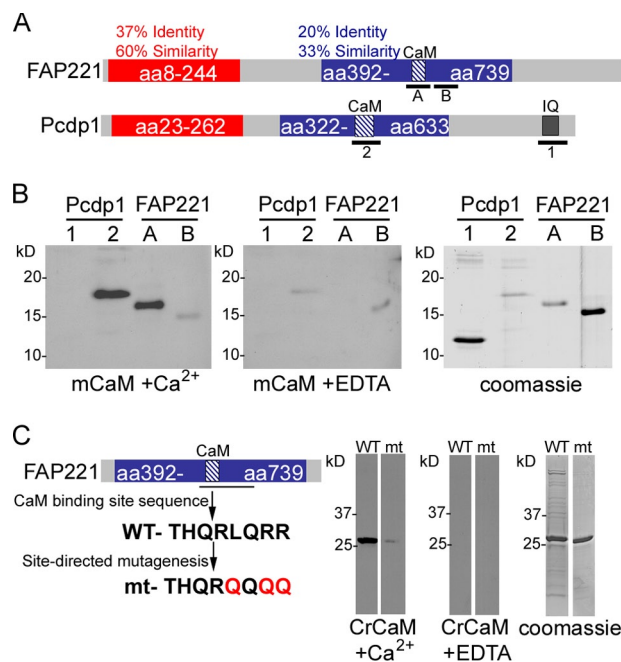 A
37% Identity 20% Identity
60% Similarity 33% Similarity
CaM
FAP221 aa8-244 aa392- aa739
A B
CaM IQ
Pcdp1 aa23-262 aa322- aa633
2 1
B
Pcdp1 FAP221 Pcdp1 FAP221 Pcdp1 FAP221
1 2 A B 1 2 A B 1 2 A B
kD kD kD
20- 20- 20-
15- 15- 15-
10- 10- 10-
mCaM +Ca²⁺ mCaM +EDTA coomassie
C
CaM
FAP221 aa392- aa739
CaM binding site sequence
WT- THQRLQRR
Site-directed mutagenesis
mt- THQRQQQQ
WT mt WT mt WT mt
kD kD kD
37- 37- 37-
25- 25- 25-
CrCaM CrCaM coomassie
+Ca²⁺ +EDTA